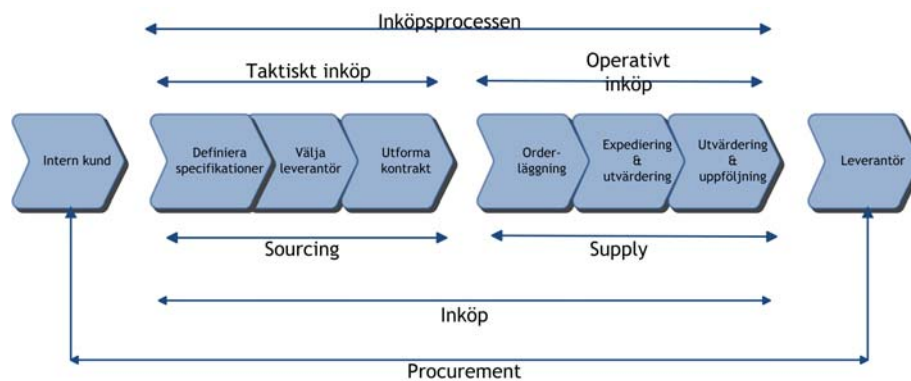 Inköpsprocessen
Taktiskt inköp
Operativt
inköp
Intern kund
Definiera
specifikationer
Välja
leverantör
Utforma
kontrakt
Order-
läggning
Expediering
&
utvärdering
Utvärdering
&
uppföljning
Leverantör
Sourcing
Supply
Inköp
Procurement